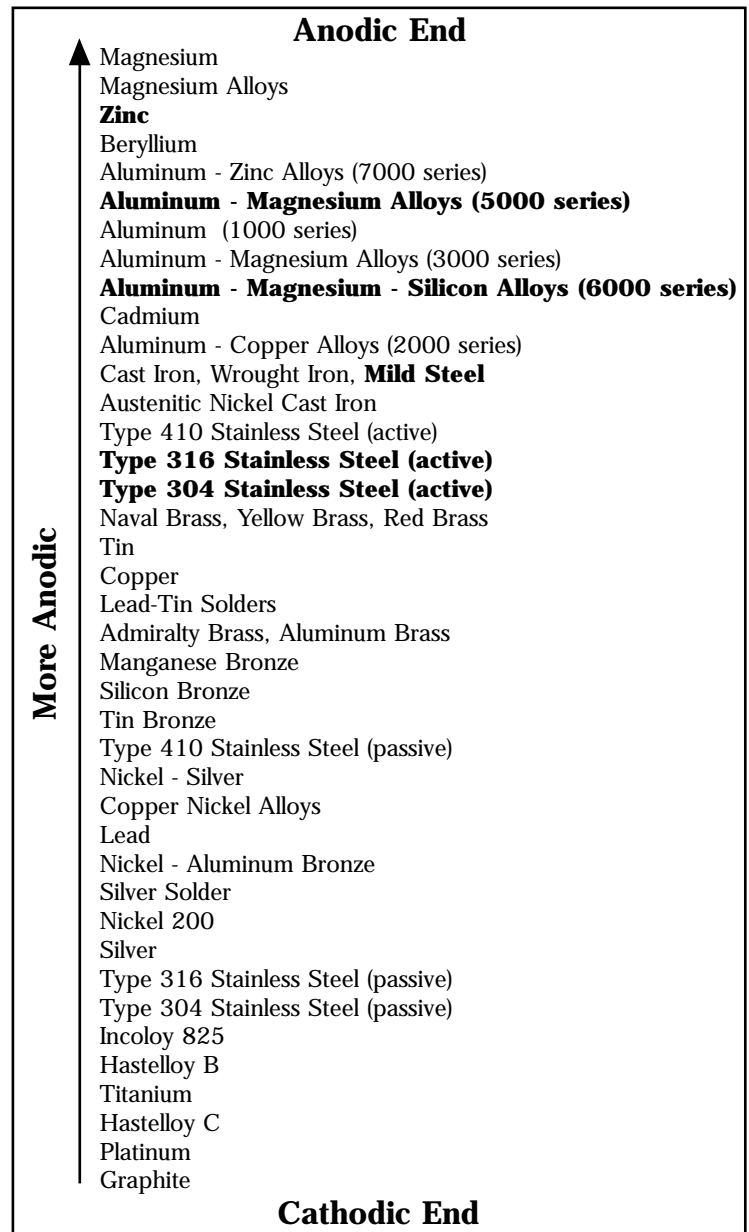 Anodic End
Magnesium
Magnesium Alloys
Zinc
Beryllium
Aluminum - Zinc Alloys (7000 series)
Aluminum - Magnesium Alloys (5000 series)
Aluminum (1000 series)
Aluminum - Magnesium Alloys (3000 series)
Aluminum - Magnesium - Silicon Alloys (6000 series)
Cadmium
Aluminum - Copper Alloys (2000 series)
Cast Iron, Wrought Iron, Mild Steel
Austenitic Nickel Cast Iron
Type 410 Stainless Steel (active)
Type 316 Stainless Steel (active)
Type 304 Stainless Steel (active)
Naval Brass, Yellow Brass, Red Brass
Tin
Copper
Lead-Tin Solders
Admiralty Brass, Aluminum Brass
Manganese Bronze
Silicon Bronze
Tin Bronze
Type 410 Stainless Steel (passive)
Nickel - Silver
Copper Nickel Alloys
Lead
Nickel - Aluminum Bronze
Silver Solder
Nickel 200
Silver
Type 316 Stainless Steel (passive)
Type 304 Stainless Steel (passive)
Incoloy 825
Hastelloy B
Titanium
Hastelloy C
Platinum
Graphite
Cathodic End
More Anodic